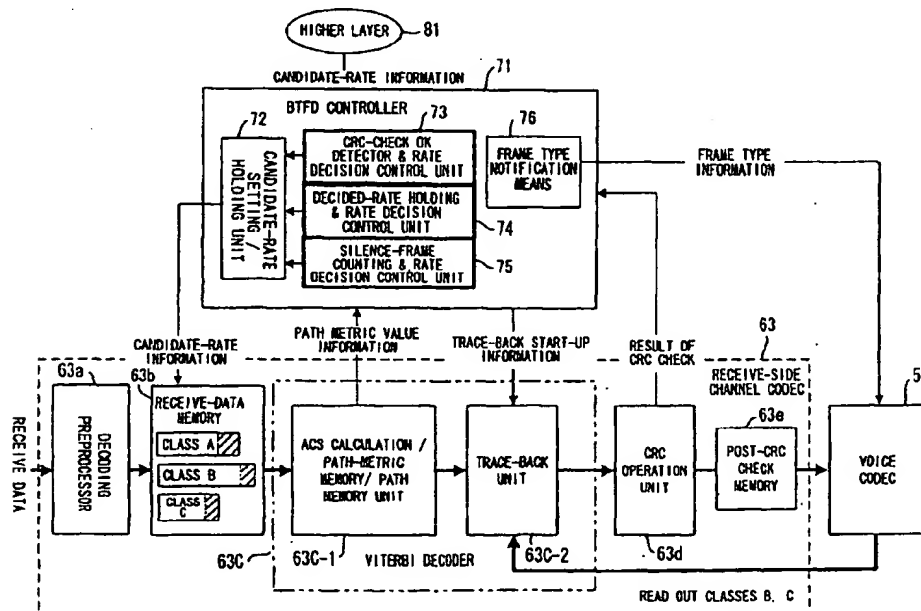 HIGHER LAYER
81
CANDIDATE-RATE INFORMATION
71
BTFD CONTROLLER
72
73
76
CANDIDATE-RATE
SETTING /
HOLDING UNIT
CRC-CHECK OK
DETECTOR & RATE
DECISION CONTROL UNIT
DECIDED-RATE HOLDING
& RATE DECISION
CONTROL UNIT
74
SILENCE-FRAME
COUNTING & RATE
DECISION CONTROL UNIT
75
FRAME TYPE
NOTIFICATION
MEANS
FRAME TYPE
INFORMATION
CANDIDATE-RATE
INFORMATION
PATH METRIC VALUE
INFORMATION
TRACE-BACK START-UP
INFORMATION
RESULT OF
CRC CHECK
63
RECEIVE-SIDE
CHANNEL CODEC
RECEIVE DATA
63a
DECODING
PREPROCESSOR
63b
RECEIVE-DATA
MEMORY
CLASS A
CLASS B
CLASS
C
ACS CALCULATION /
PATH-METRIC
MEMORY/ PATH
MEMORY UNIT
TRACE-BACK
UNIT
CRC
OPERATION
UNIT
63e
POST-CRC
CHECK
MEMORY
5
VOICE
CODEC
63C
63C-1
VITERBI DECODER
63C-2
63d
READ OUT CLASSES B, C